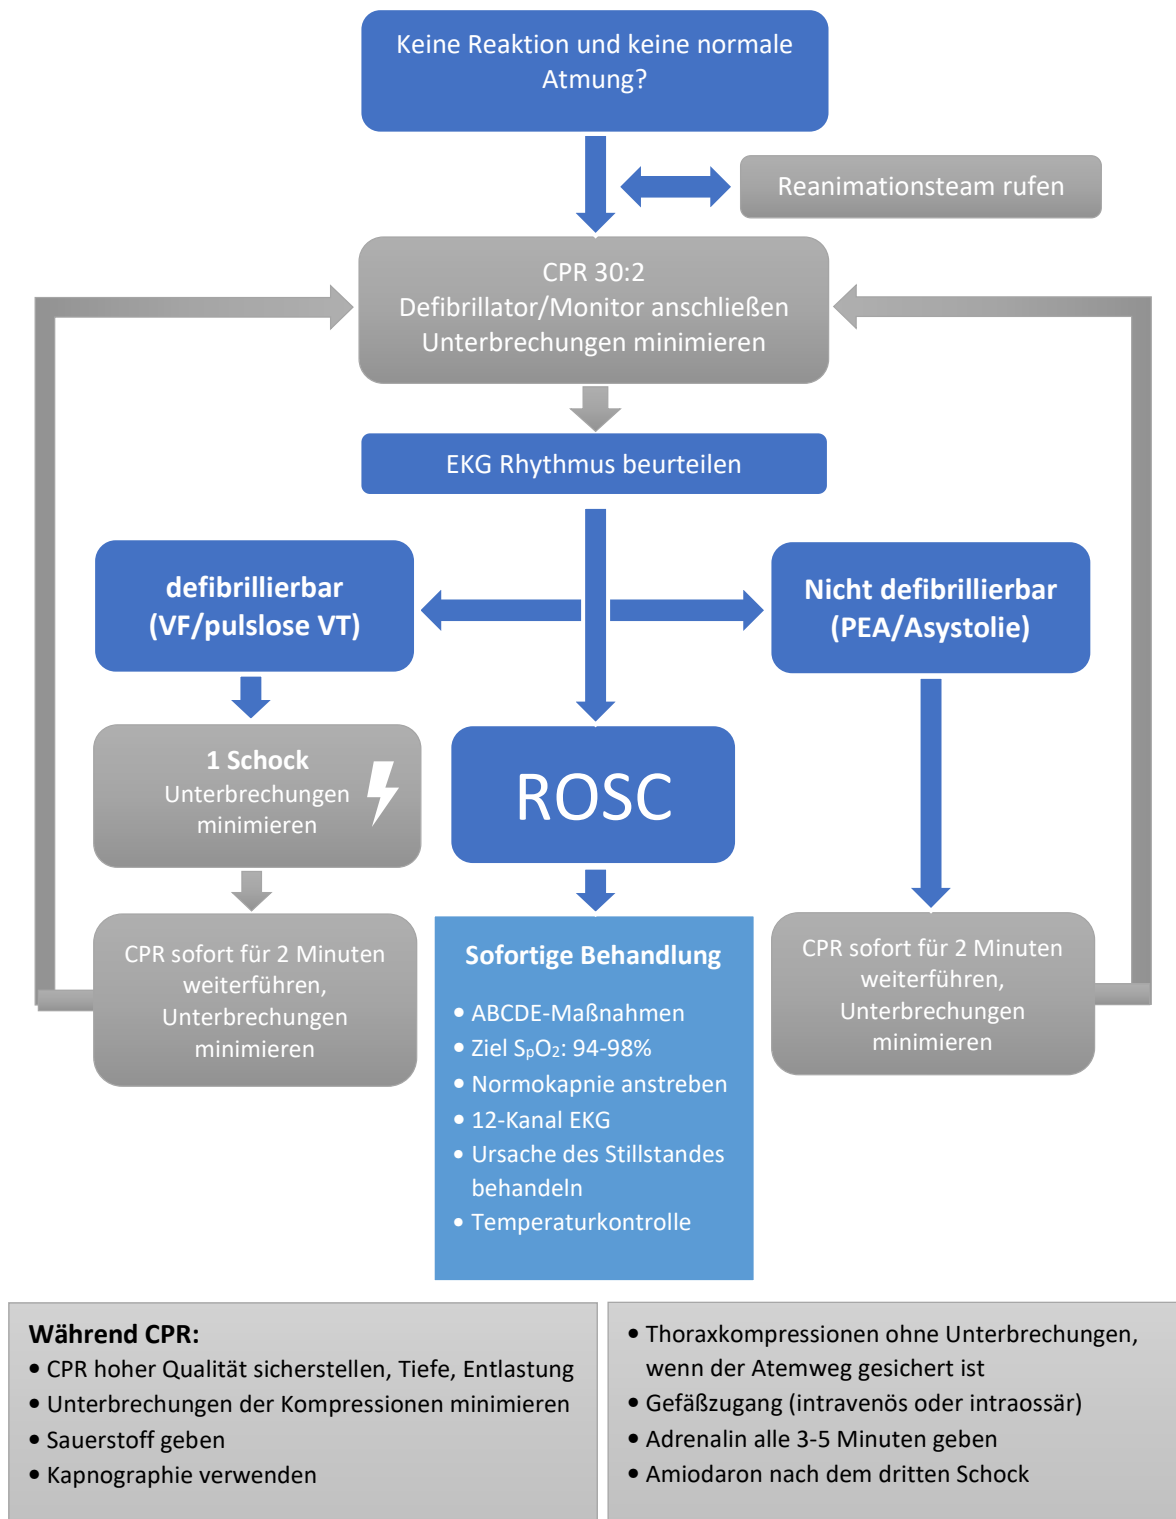 Keine Reaktion und keine normale
Atmung?
Reanimationsteam rufen
CPR 30:2
Defibrillator/Monitor anschließen
Unterbrechungen minimieren
EKG Rhythmus beurteilen
defibrillierbar
(VF/pulslose VT)
Nicht defibrillierbar
(PEA/Asystolie)
1 Schock
Unterbrechungen
minimieren
ROSC
CPR sofort für 2 Minuten
weiterführen,
Unterbrechungen
minimieren
Sofortige Behandlung
• ABCDE-Maßnahmen
• Ziel SpO2: 94-98%
• Normokapnie anstreben
• 12-Kanal EKG
• Ursache des Stillstandes
behandeln
• Temperaturkontrolle
CPR sofort für 2 Minuten
weiterführen,
Unterbrechungen
minimieren
Während CPR:
• CPR hoher Qualität sicherstellen, Tiefe, Entlastung
• Unterbrechungen der Kompressionen minimieren
• Sauerstoff geben
• Kapnographie verwenden
• Thoraxkompressionen ohne Unterbrechungen,
wenn der Atemweg gesichert ist
• Gefäßzugang (intravenös oder intraossär)
• Adrenalin alle 3-5 Minuten geben
• Amiodaron nach dem dritten Schock